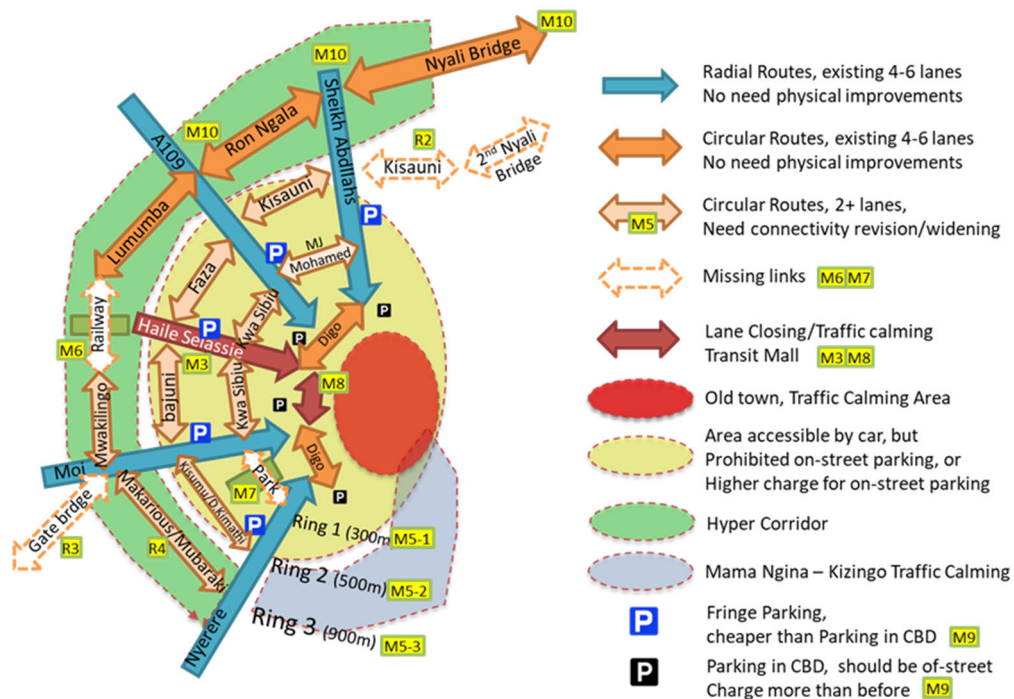 M10
Nyali Bridge
M10
Sheikh Abdllahs
M10
Ron Ngala
A109
R2
Kisauni
2nd Nyali
Bridge
Kisauni
Lumumba
P
P
MJ
Mohamed
Faza
Kwa Sibiu
Digo
P
P
Railway
M6
Haile Selassie
P
M3
M8
Kwa Sibiu
bajuni
P
Mwakilingo
P
Moi
Digo
Park
M7
P
Kisumu/D.Kimathi
P
Gate brdge
R3
Makarious/Mubaraki
R4
Nyerere
Ring 1 (300m
M5-1
Ring 2 (500m)
M5-2
Ring 3 (900m)
M5-3
Radial Routes, existing 4-6 lanes
No need physical improvements
Circular Routes, existing 4-6 lanes
No need physical improvements
M5
Circular Routes, 2+ lanes,
Need connectivity revision/widening
Missing links M6 M7
Lane Closing/Traffic calming
Transit Mall M3 M8
Old town, Traffic Calming Area
Area accessible by car, but
Prohibited on-street parking, or
Higher charge for on-street parking
Hyper Corridor
Mama Ngina – Kizingo Traffic Calming
P
Fringe Parking,
cheaper than Parking in CBD M9
P
Parking in CBD, should be of-street
Charge more than before M9